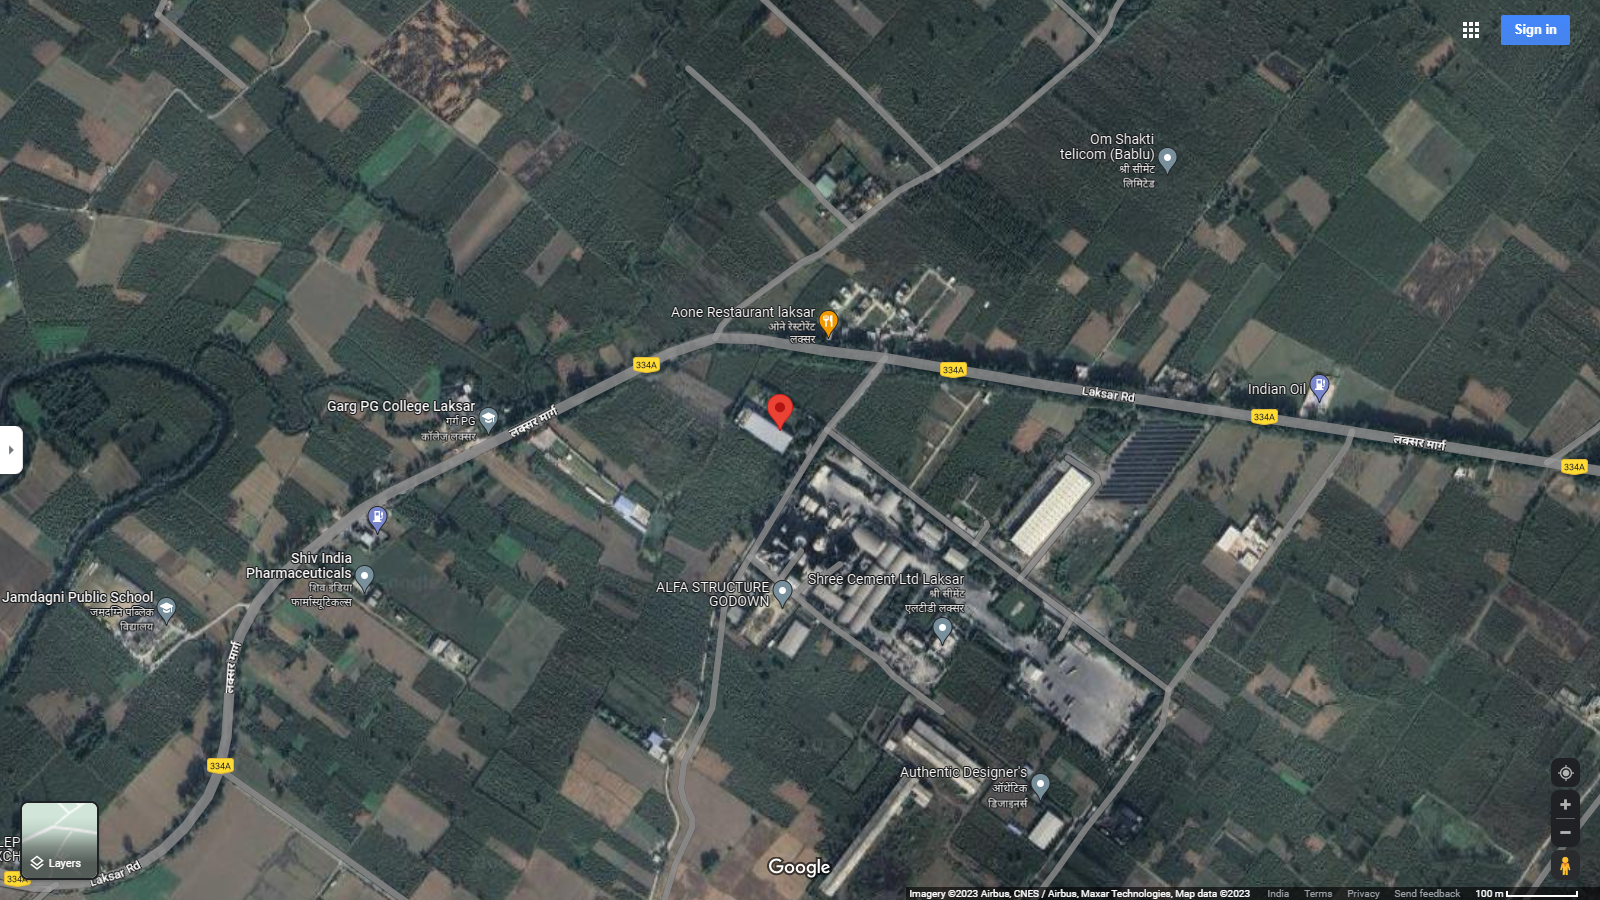 Sign in
Om Shakti
telicom (Bablu)
श्री सीमेंट
लिमिटेड
Aone Restaurant laksar
ओने रेस्टोरेंट
लक्सर
334A
334A
Laksar Rd
Indian Oil
334A
लक्सर मार्ग
334A
Garg PG College Laksar
गर्ग PG
कॉलेज लक्सर
लक्सर मार्ग
Shiv India
Pharmaceuticals
शिव इंडिया
फार्मास्यूटिकल्स
Jamdagni Public School
जमदग्नि पब्लिक
विद्यालय
ALFA STRUCTURE
GODOWN
Shree Cement Ltd Laksar
श्री सीमेंट
एलटीडी लक्सर
लक्सर मार्ग
334A
Authentic Designer's
ऑथेंटिक
डिजाइनर्स
Layers
334A
Laksar Rd
Google
Imagery ©2023 Airbus, CNES / Airbus, Maxar Technologies, Map data ©2023 India Terms Privacy Send feedback 100 m